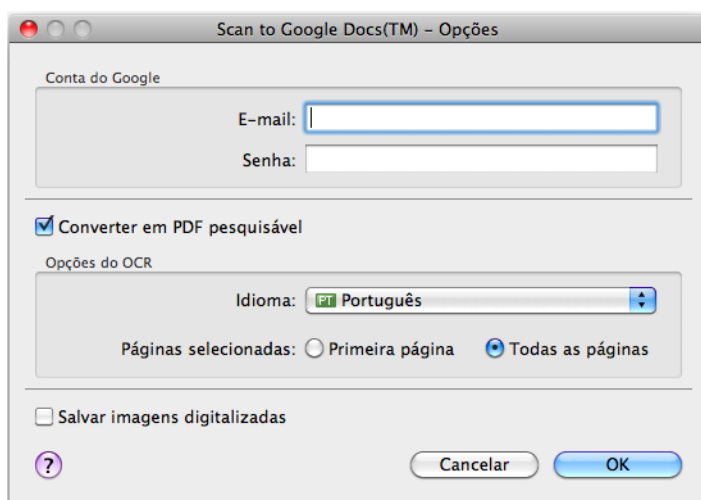 Scan to Google Docs(TM) – Opções
Conta do Google
E-mail:
Senha:
Converter em PDF pesquisável
Opções do OCR
Idioma: PT Português
Páginas selecionadas: Primeira página Todas as páginas
Salvar imagens digitalizadas
? Cancelar OK